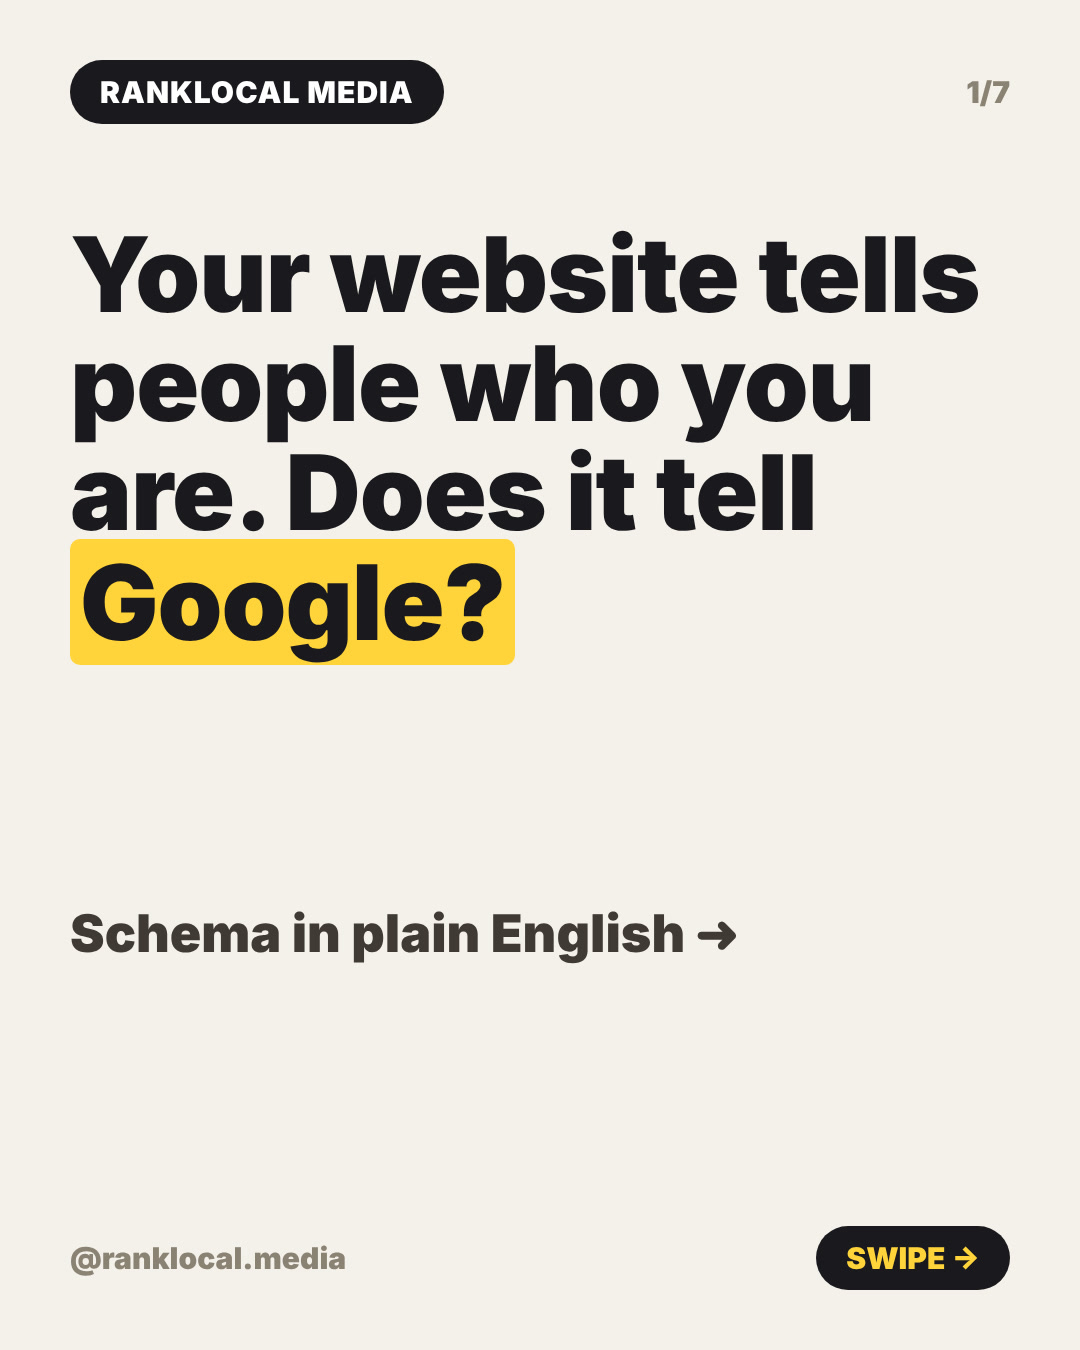 RANKLOCAL MEDIA
1/7
Your website tells
people who you
are. Does it tell
Google?
Schema in plain English ➜
@ranklocal.media
SWIPE →